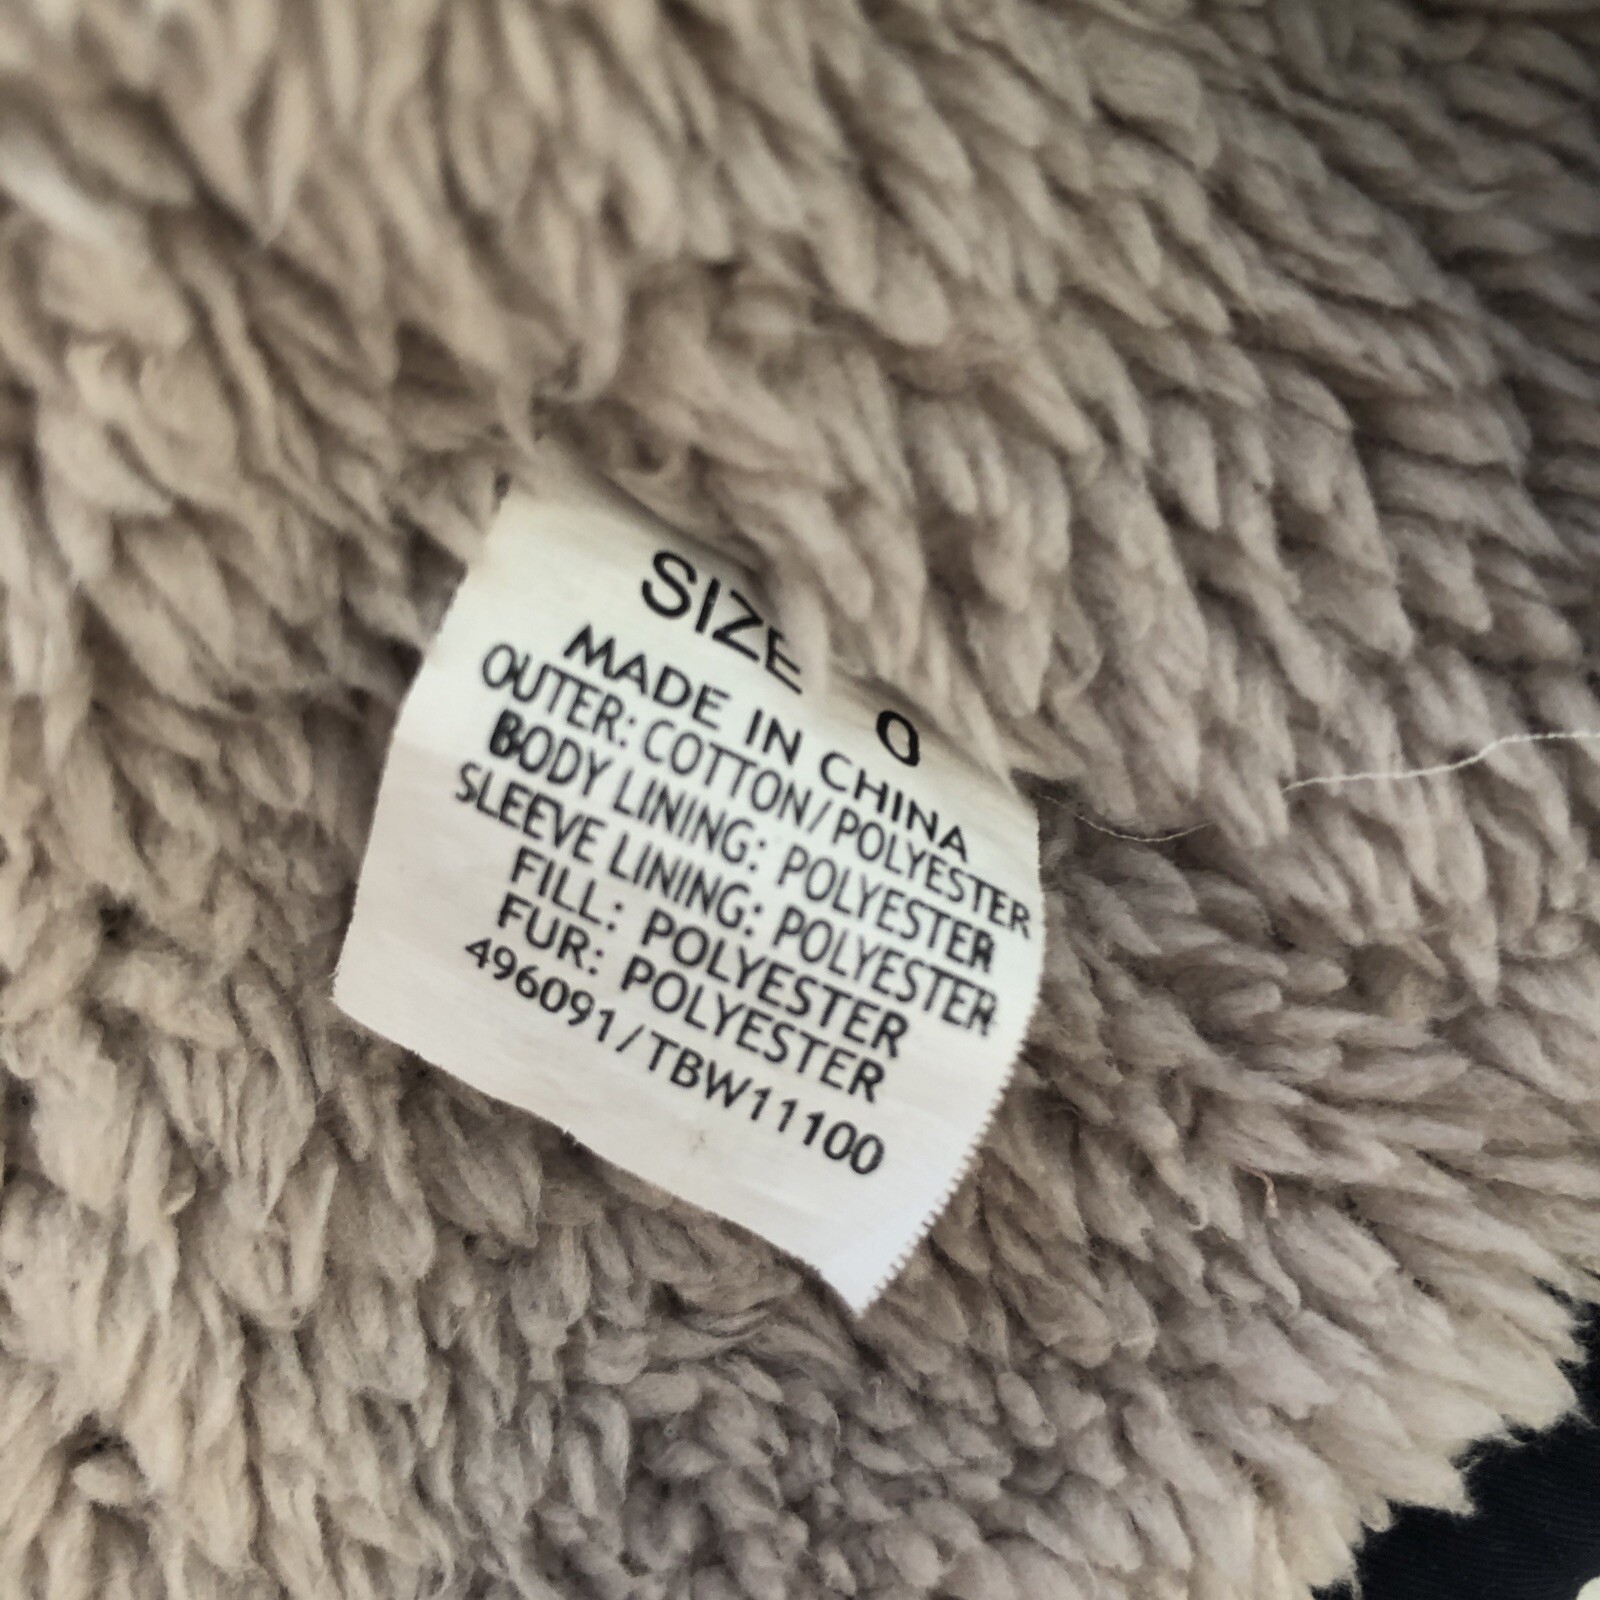 SIZE 0
MADE IN CHINA
OUTER: COTTON/POLYESTER
BODY LINING: POLYESTER
SLEEVE LINING: POLYESTER
FILL: POLYESTER
FUR: POLYESTER
496091/TBW11100